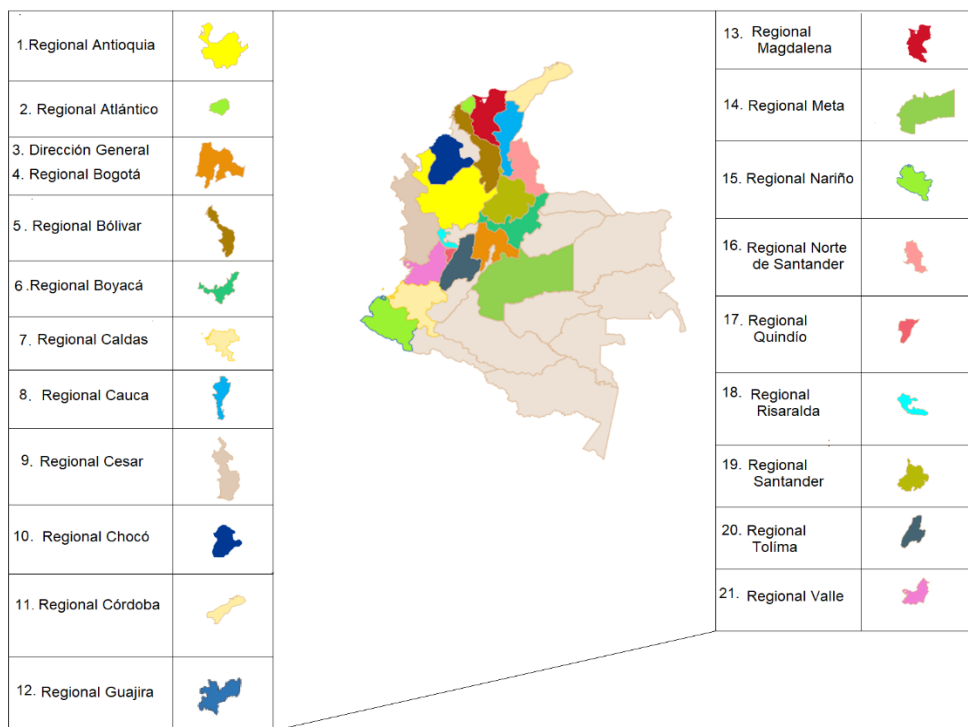 1.Regional Antioquia
2. Regional Atlántico
3. Dirección General
4. Regional Bogotá
5. Regional Bólivar
6. Regional Boyacá
7. Regional Caldas
8. Regional Cauca
9. Regional Cesar
10. Regional Chocó
11. Regional Córdoba
12. Regional Guajira
13. Regional
Magdalena
14. Regional Meta
15. Regional Nariño
16. Regional Norte
de Santander
17. Regional
Quindío
18. Regional
Risaralda
19. Regional
Santander
20. Regional
Tolíma
21. Regional Valle